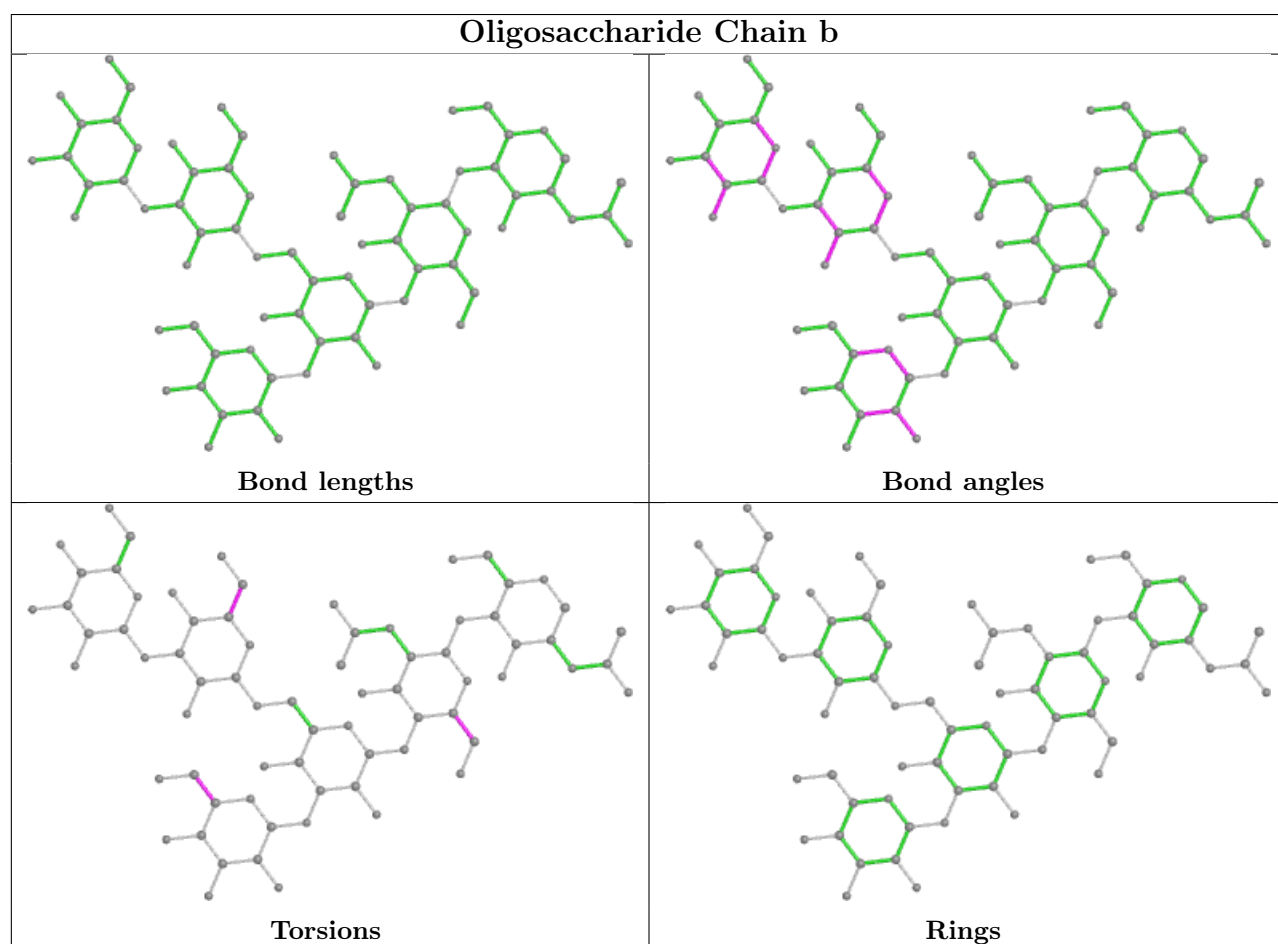 Oligosaccharide Chain b
Bond lengths
Bond angles
Torsions
Rings